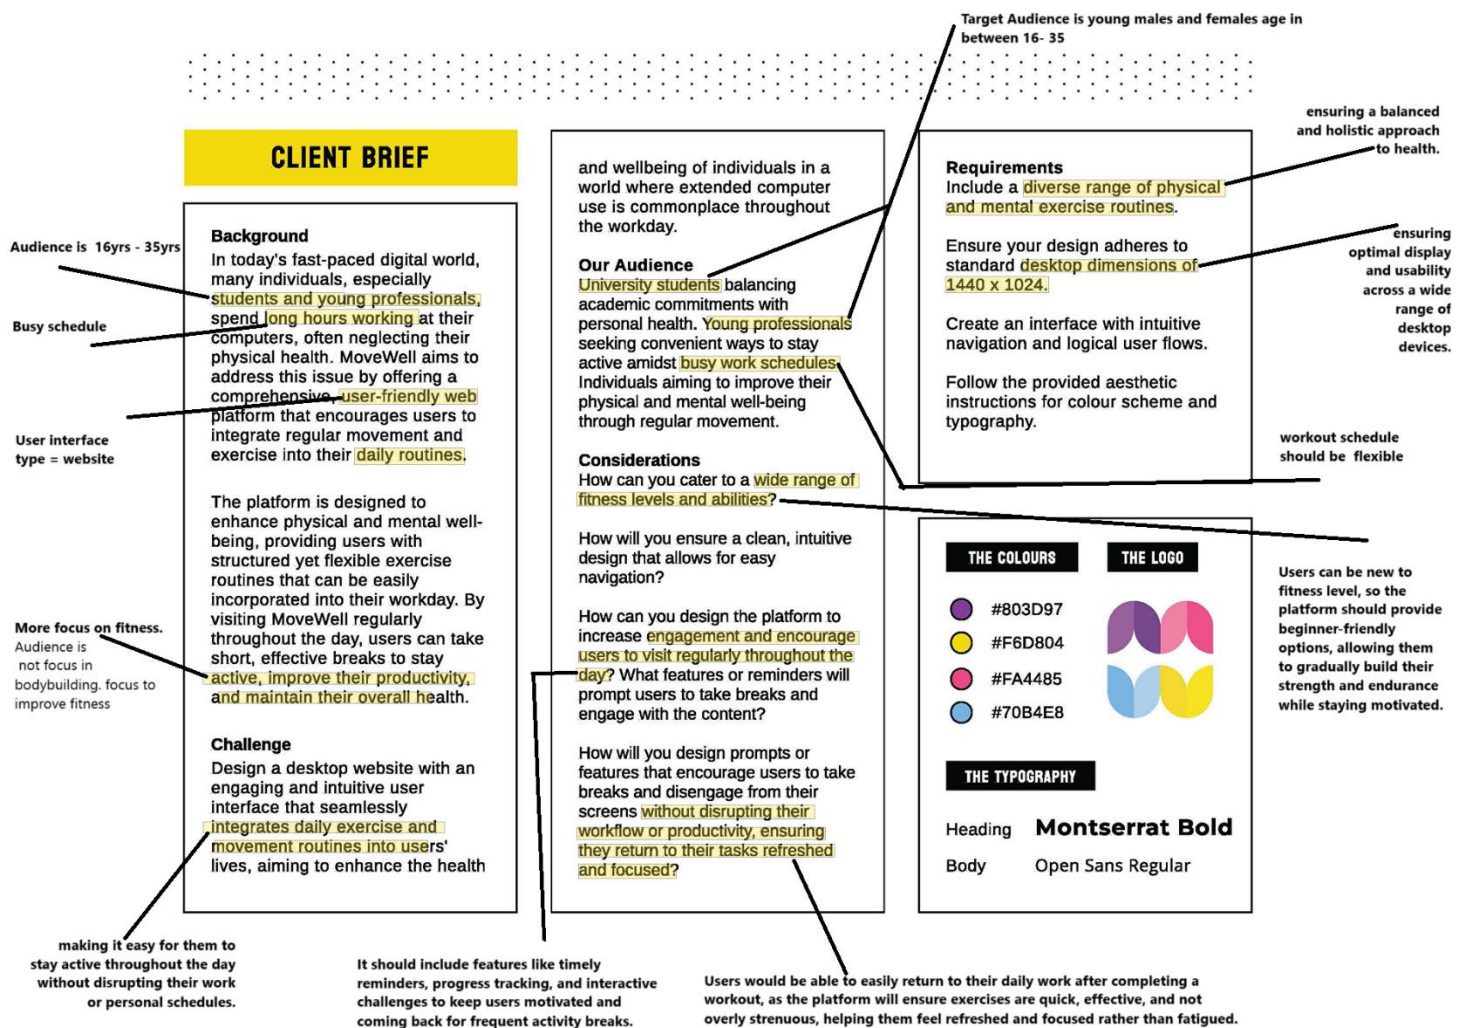 Target Audience is young males and females age in
between 16- 35
CLIENT BRIEF
Audience is  16yrs - 35yrs
Busy schedule
User interface
type = website
More focus on fitness.
Audience is
not focus in
bodybuilding. focus to
improve fitness
Background
In today's fast-paced digital world,
many individuals, especially
students and young professionals,
spend long hours working at their
computers, often neglecting their
physical health. MoveWell aims to
address this issue by offering a
comprehensive, user-friendly web
platform that encourages users to
integrate regular movement and
exercise into their daily routines.
The platform is designed to
enhance physical and mental well-
being, providing users with
structured yet flexible exercise
routines that can be easily
incorporated into their workday. By
visiting MoveWell regularly
throughout the day, users can take
short, effective breaks to stay
active, improve their productivity,
and maintain their overall health.
Challenge
Design a desktop website with an
engaging and intuitive user
interface that seamlessly
integrates daily exercise and
movement routines into users'
lives, aiming to enhance the health
making it easy for them to
stay active throughout the day
without disrupting their work
or personal schedules.
and wellbeing of individuals in a
world where extended computer
use is commonplace throughout
the workday.
Our Audience
University students balancing
academic commitments with
personal health. Young professionals
seeking convenient ways to stay
active amidst busy work schedules
Individuals aiming to improve their
physical and mental well-being
through regular movement.
Considerations
How can you cater to a wide range of
fitness levels and abilities?
How will you ensure a clean, intuitive
design that allows for easy
navigation?
How can you design the platform to
increase engagement and encourage
users to visit regularly throughout the
day? What features or reminders will
prompt users to take breaks and
engage with the content?
How will you design prompts or
features that encourage users to take
breaks and disengage from their
screens without disrupting their
workflow or productivity, ensuring
they return to their tasks refreshed
and focused?
It should include features like timely
reminders, progress tracking, and interactive
challenges to keep users motivated and
coming back for frequent activity breaks.
Users would be able to easily return to their daily work after completing a
workout, as the platform will ensure exercises are quick, effective, and not
overly strenuous, helping them feel refreshed and focused rather than fatigued.
Requirements
Include a diverse range of physical
and mental exercise routines.
Ensure your design adheres to
standard desktop dimensions of
1440 x 1024.
Create an interface with intuitive
navigation and logical user flows.
Follow the provided aesthetic
instructions for colour scheme and
typography.
ensuring a balanced
and holistic approach
to health.
ensuring
optimal display
and usability
across a wide
range of
desktop
devices.
workout schedule
should be  flexible
Users can be new to
fitness level, so the
platform should provide
beginner-friendly
options, allowing them
to gradually build their
strength and endurance
while staying motivated.
THE COLOURS
#803D97
#F6D804
#FA4485
#70B4E8
THE LOGO
THE TYPOGRAPHY
Heading Montserrat Bold
Body Open Sans Regular